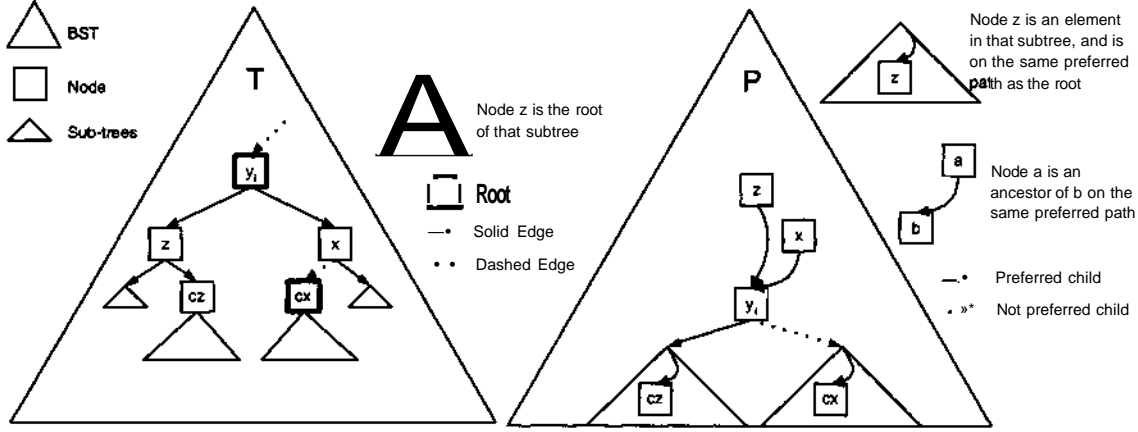 BST
Node
Sub-trees
T
y₁
z
x
cz
cx
A
Node z is the root
of that subtree
Root
—• Solid Edge
• • Dashed Edge
P
z
x
y₁
cz
cx
z
Node z is an element
in that subtree, and is
on the same preferred
path as the root
a
b
Node a is an
ancestor of b on the
same preferred path
—.• Preferred child
. »* Not preferred child